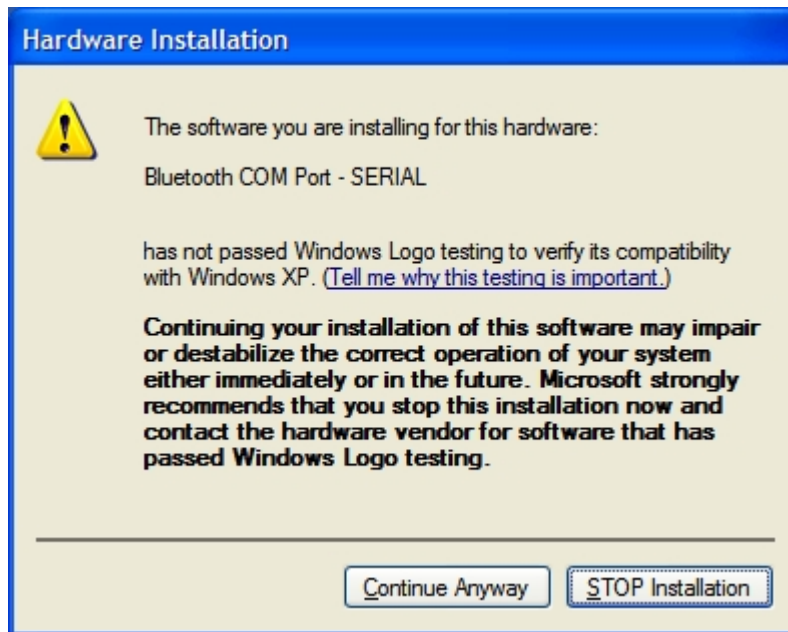 Hardware Installation
The software you are installing for this hardware:
Bluetooth COM Port - SERIAL
has not passed Windows Logo testing to verify its compatibility
with Windows XP. (Tell me why this testing is important.)
Continuing your installation of this software may impair
or destabilize the correct operation of your system
either immediately or in the future. Microsoft strongly
recommends that you stop this installation now and
contact the hardware vendor for software that has
passed Windows Logo testing.
Continue Anyway STOP Installation